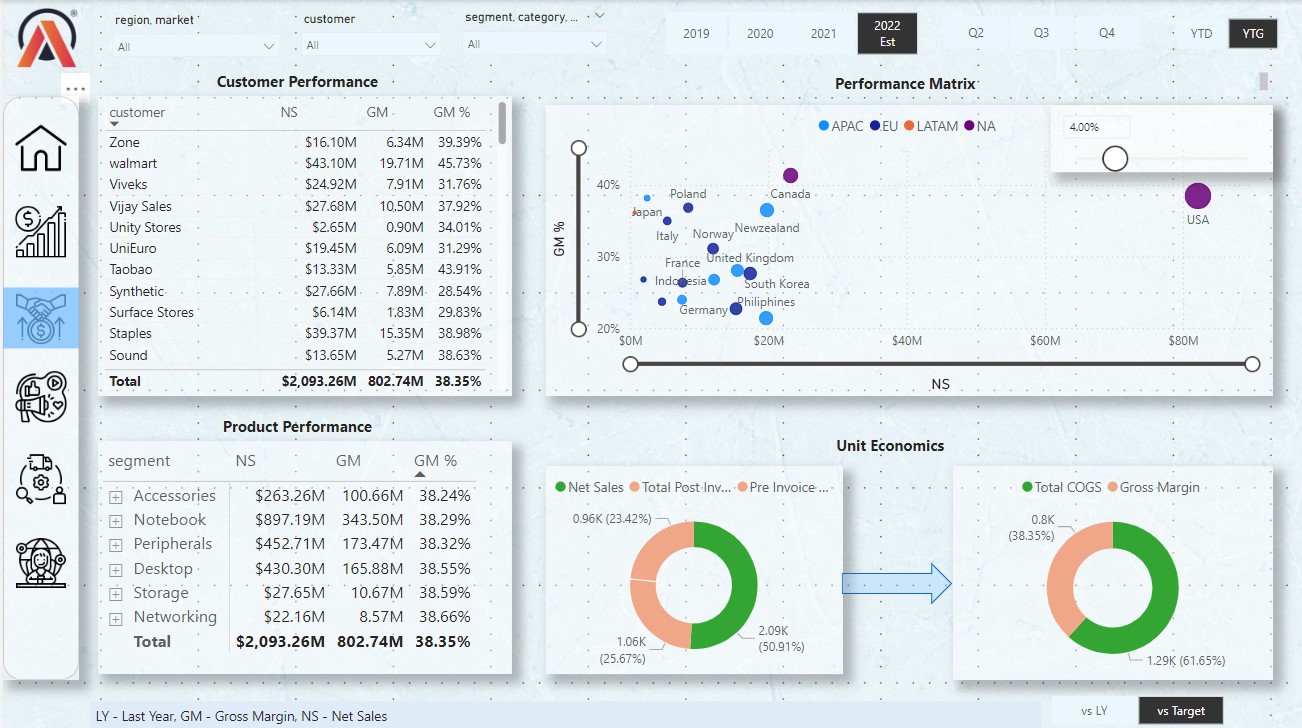 region, market
customer
segment, category, ...
All
All
All
2019
2020
2021
2022
Est
Q2
Q3
Q4
YTD
YTG
Customer Performance
customer NS GM GM %
Zone $16.10M 6.34M 39.39%
walmart $43.10M 19.71M 45.73%
Viveks $24.92M 7.91M 31.76%
Vijay Sales $27.68M 10.50M 37.92%
Unity Stores $2.65M 0.90M 34.01%
UniEuro $19.45M 6.09M 31.29%
Taobao $13.33M 5.85M 43.91%
Synthetic $27.66M 7.89M 28.54%
Surface Stores $6.14M 1.83M 29.83%
Staples $39.37M 15.35M 38.98%
Sound $13.65M 5.27M 38.63%
Total $2,093.26M 802.74M 38.35%
Performance Matrix
APAC EU LATAM NA
4.00%
GM %
40%
30%
20%
Poland
Canada
Japan
USA
Italy
Norway
Newzealand
France
United Kingdom
Indonesia
South Korea
Philiphines
Germany
$0M $20M $40M $60M $80M
NS
Product Performance
segment NS GM GM %
Accessories $263.26M 100.66M 38.24%
Notebook $897.19M 343.50M 38.29%
Peripherals $452.71M 173.47M 38.32%
Desktop $430.30M 165.88M 38.55%
Storage $27.65M 10.67M 38.59%
Networking $22.16M 8.57M 38.66%
Total $2,093.26M 802.74M 38.35%
Unit Economics
Net Sales Total Post Inv... Pre Invoice ...
0.96K (23.42%)
2.09K
(50.91%)
1.06K
(25.67%)
Total COGS Gross Margin
0.8K
(38.35%)
1.29K (61.65%)
LY - Last Year, GM - Gross Margin, NS - Net Sales
vs LY
vs Target